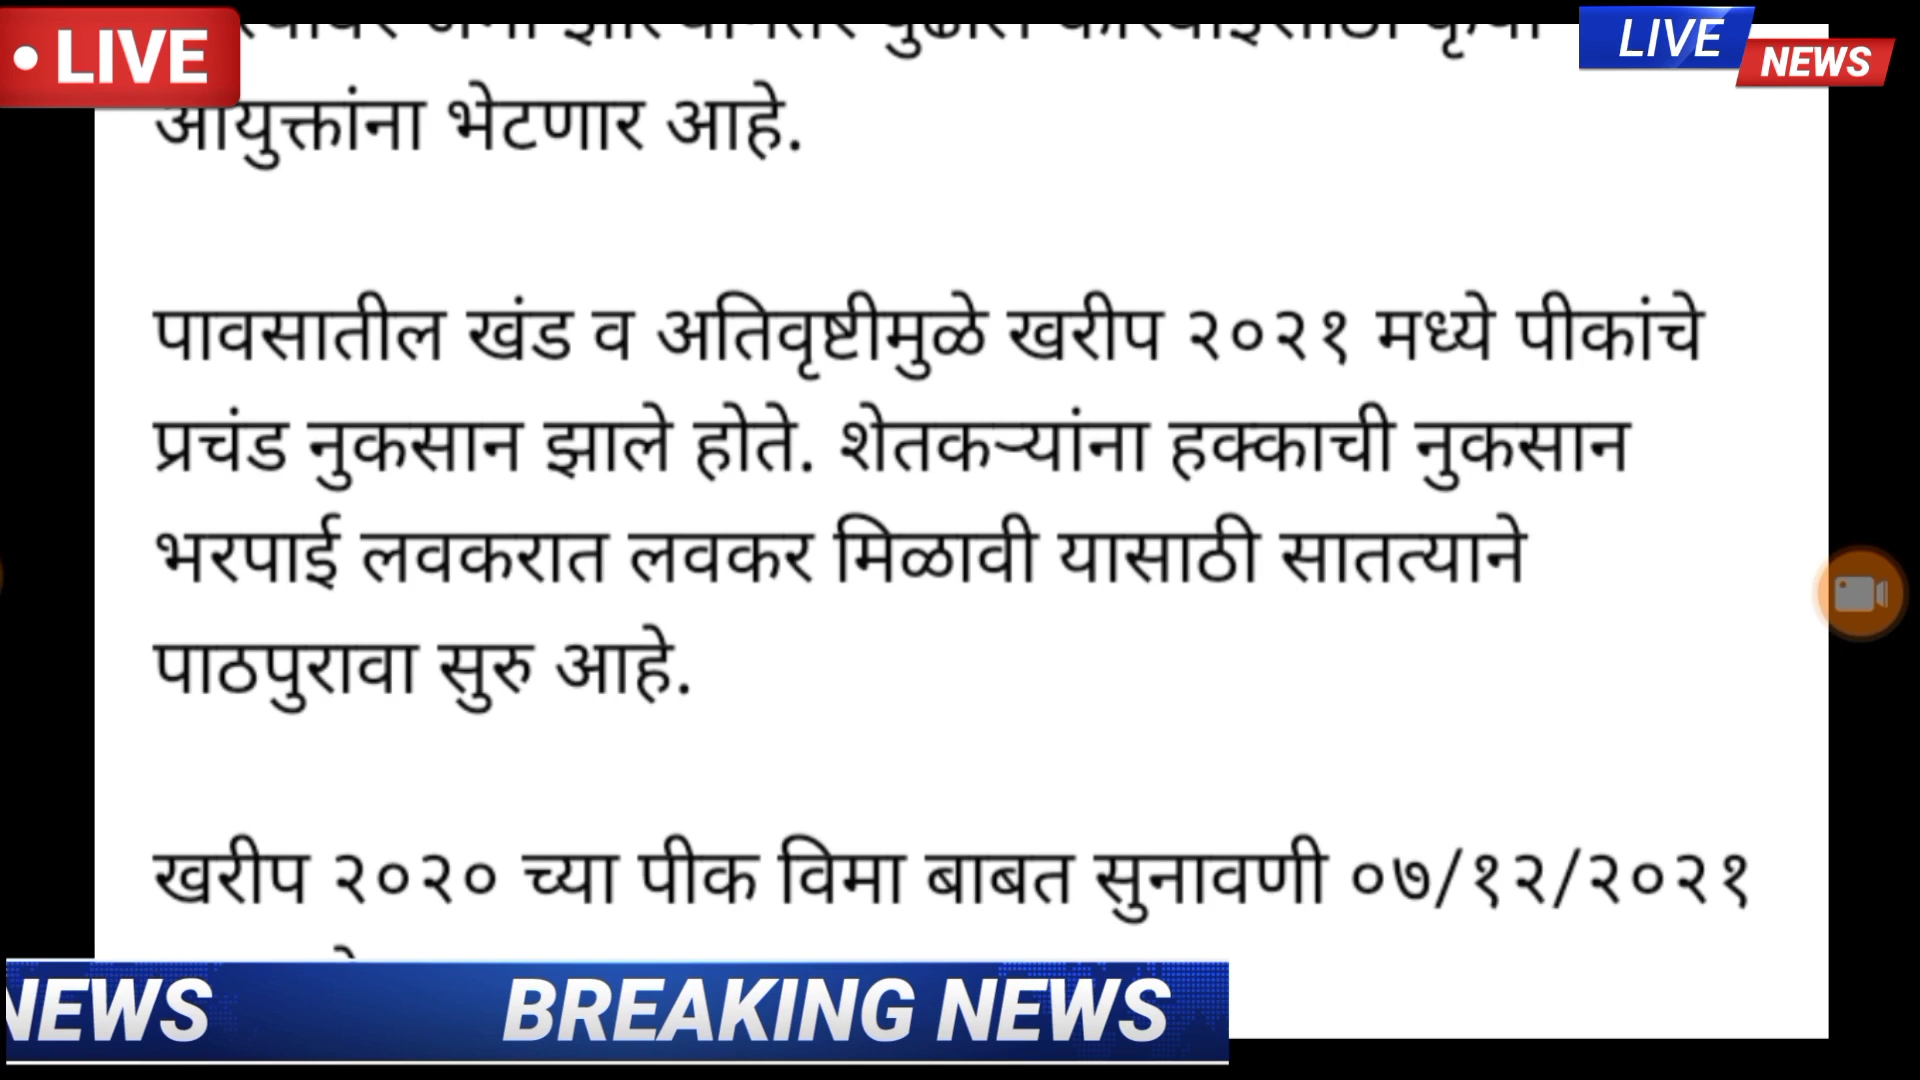 LIVE
LIVE
NEWS
आयुक्तांना भेटणार आहे.
पावसातील खंड व अतिवृष्टीमुळे खरीप २०२१ मध्ये पीकांचे
प्रचंड नुकसान झाले होते. शेतकऱ्यांना हक्काची नुकसान
भरपाई लवकरात लवकर मिळावी यासाठी सातत्याने
पाठपुरावा सुरु आहे.
खरीप २०२० च्या पीक विमा बाबत सुनावणी ०७/१२/२०२१
NEWS BREAKING NEWS